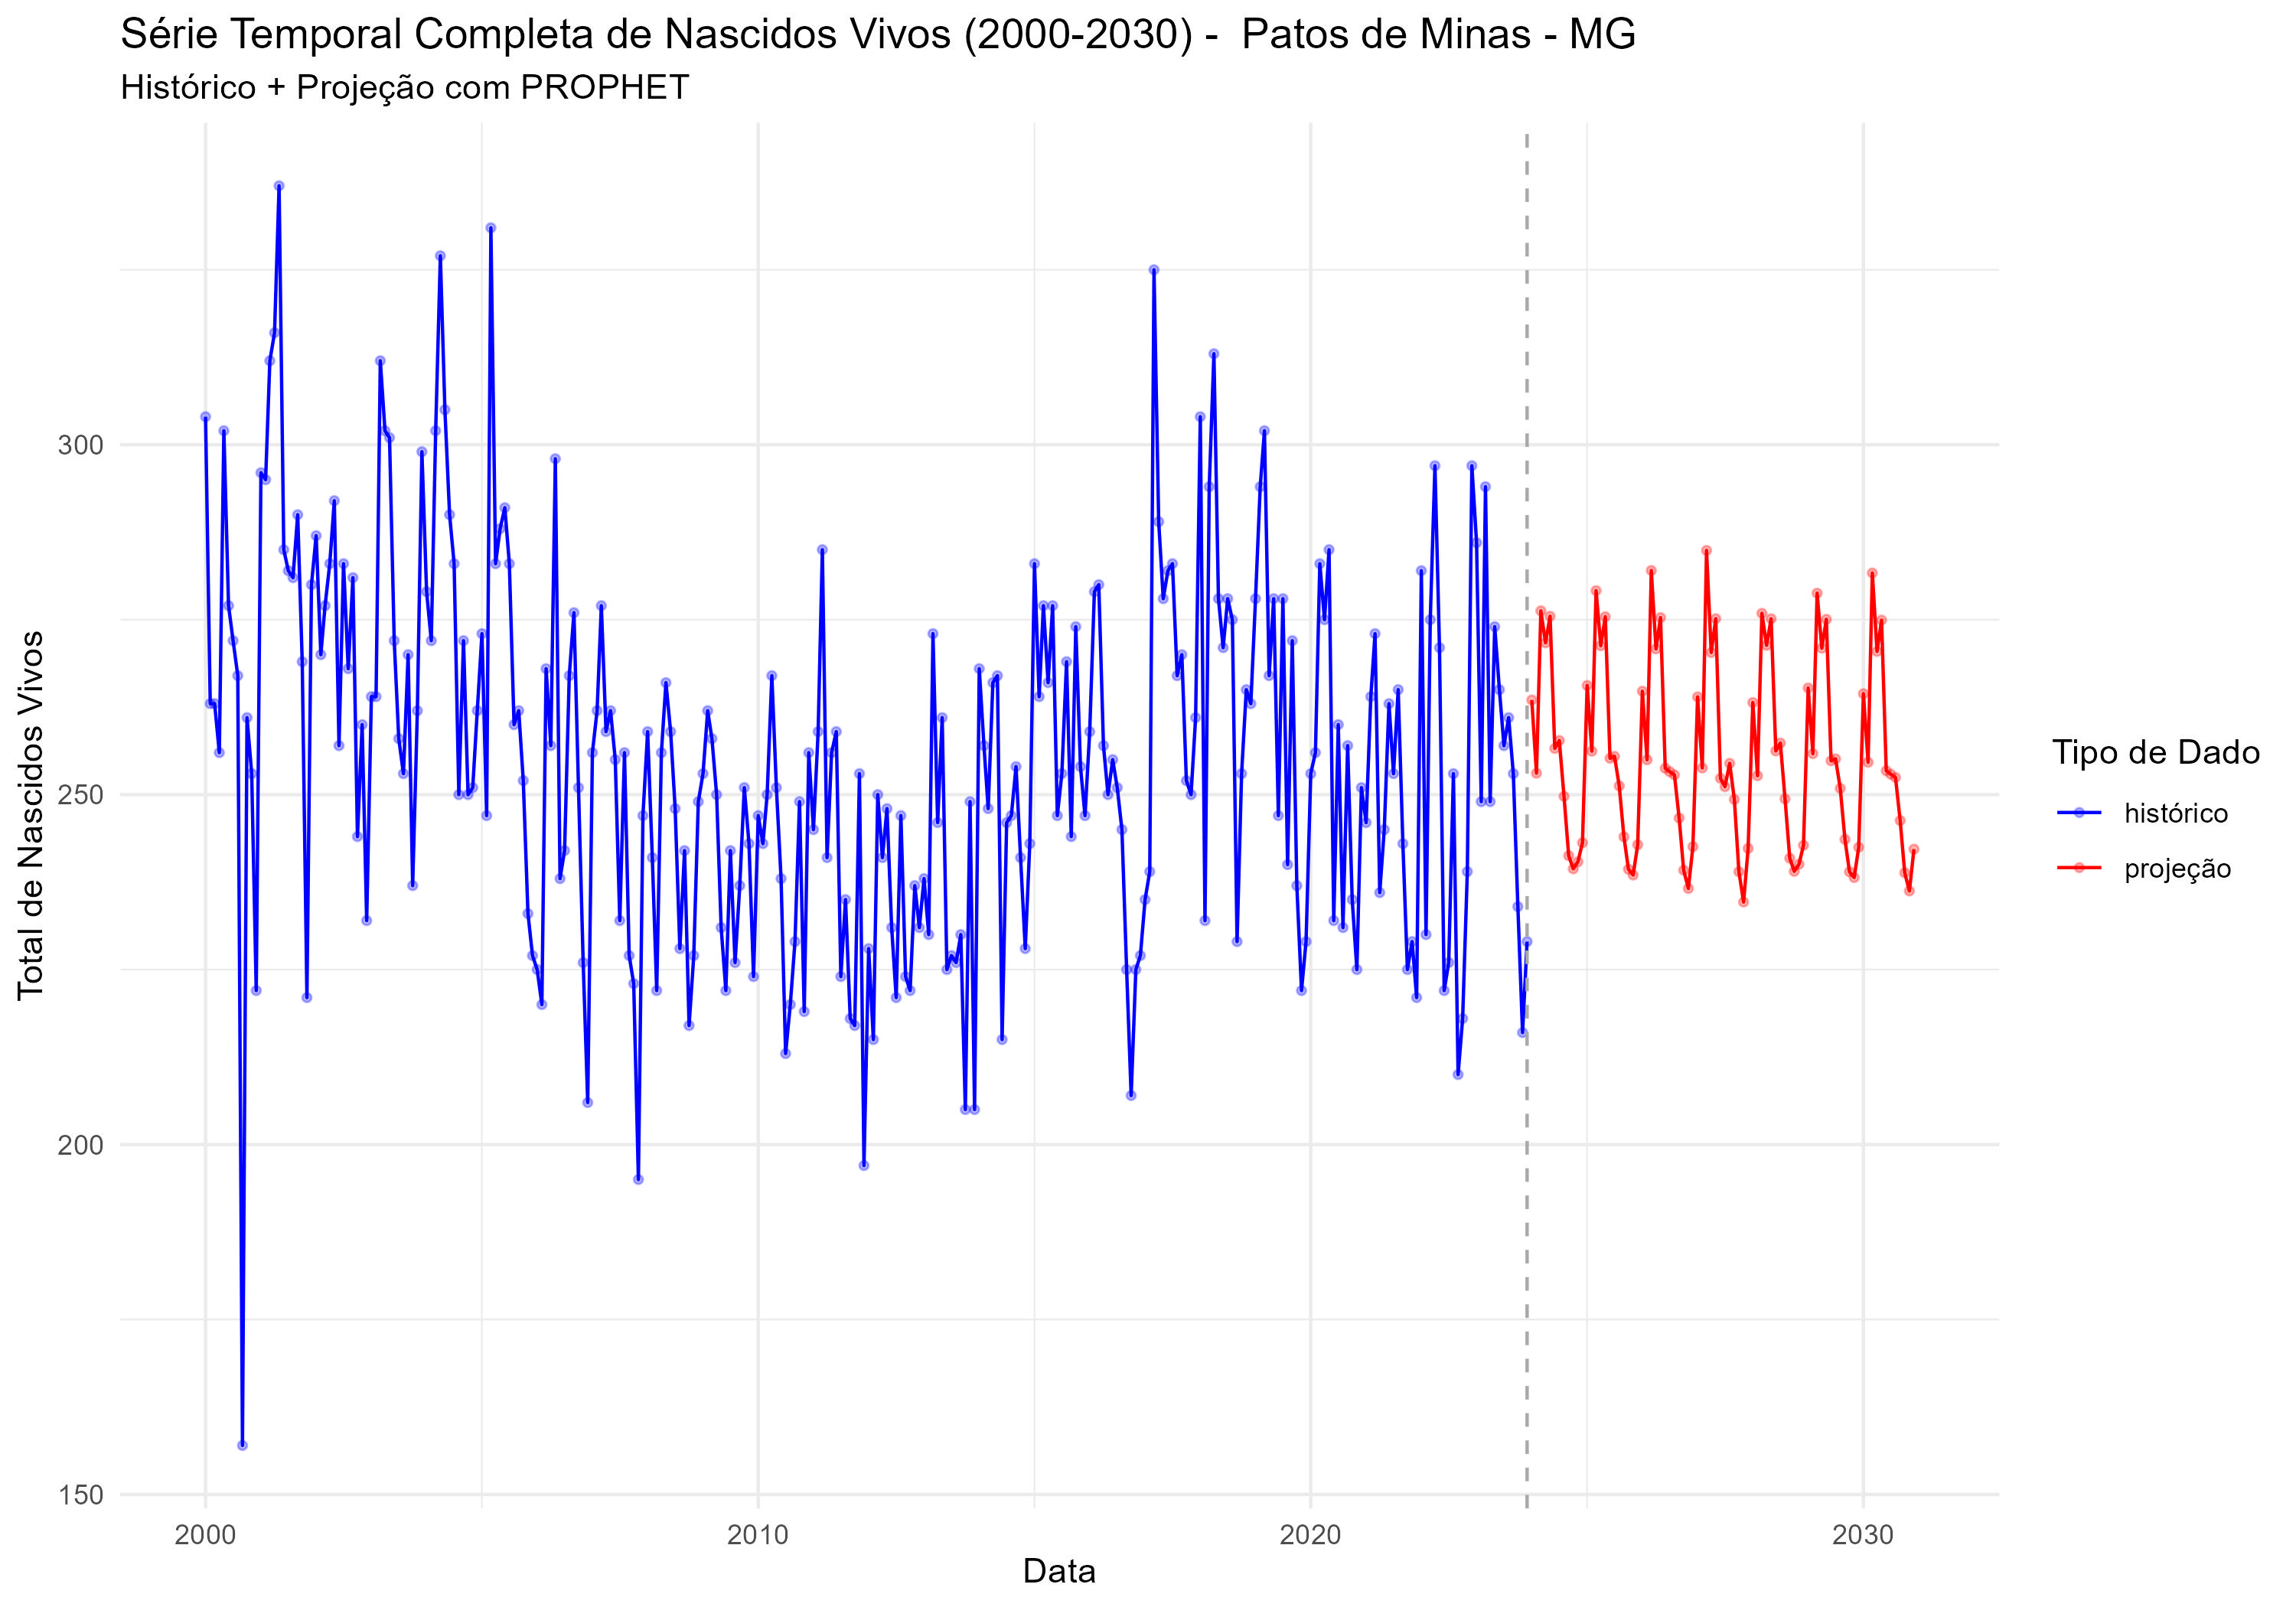 Série Temporal Completa de Nascidos Vivos (2000-2030) -  Patos de Minas - MG
Histórico + Projeção com PROPHET
Total de Nascidos Vivos
300
250
200
150
2000
2010
2020
2030
Data
Tipo de Dado
histórico
projeção